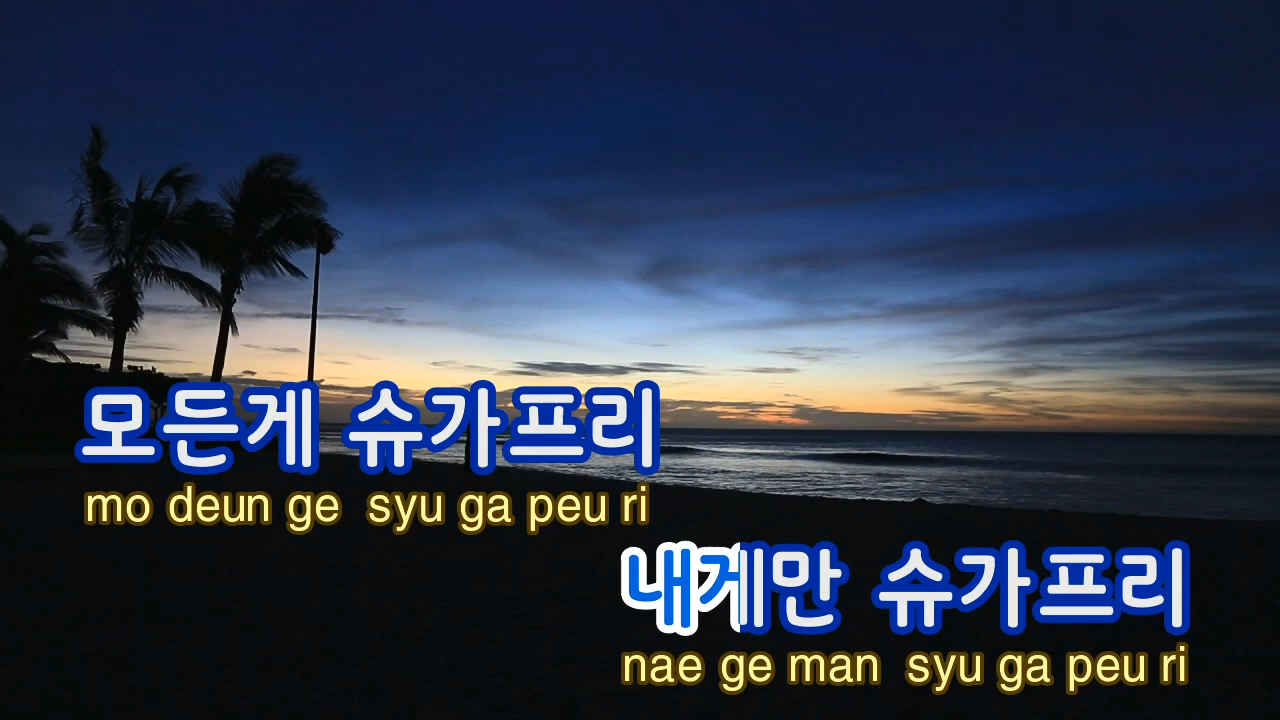 모든게 슈가프리
mo deun ge syu ga peu ri
내게만 슈가프리
nae ge man syu ga peu ri